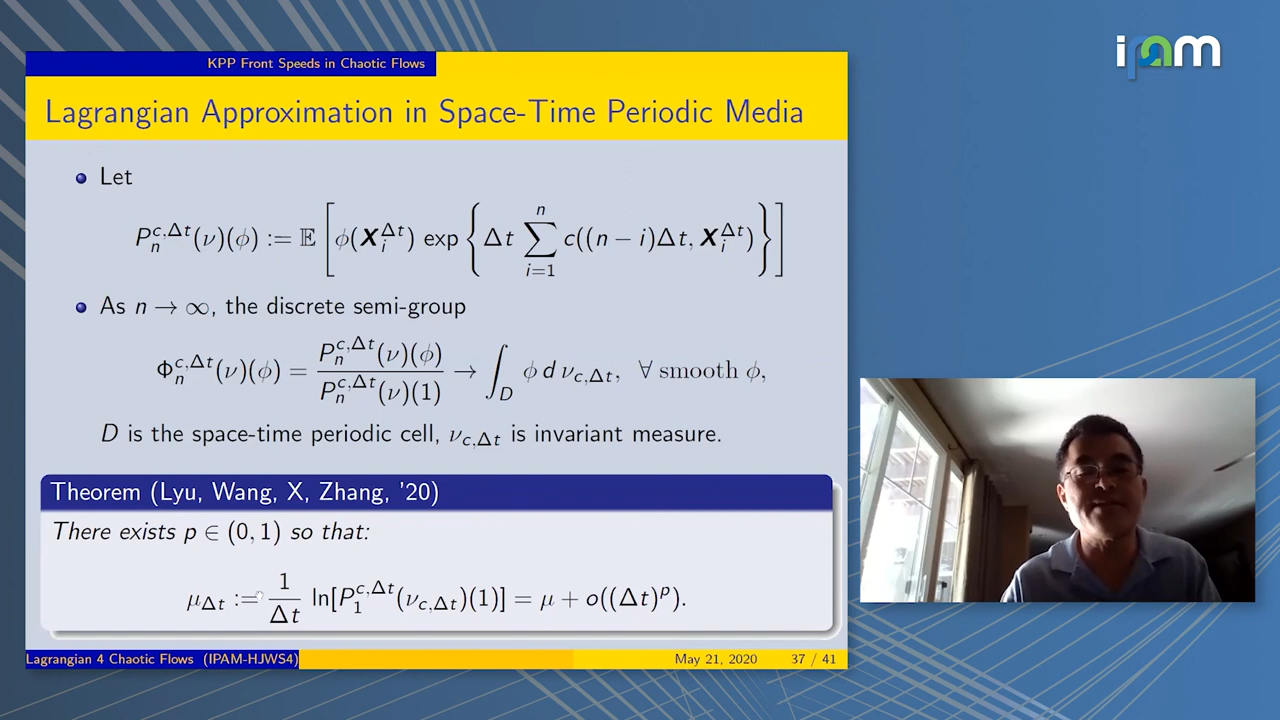 ipam
KPP Front Speeds in Chaotic Flows
Lagrangian Approximation in Space-Time Periodic Media
Let
P_n^{c,Δt}(ν)(ϕ) := 𝔼 [ ϕ(X_i^{Δt}) exp { Δt ∑_{i=1}^{n} c((n − i)Δt, X_i^{Δt}) } ]
As n → ∞, the discrete semi-group
Φ_n^{c,Δt}(ν)(ϕ) = P_n^{c,Δt}(ν)(ϕ) / P_n^{c,Δt}(ν)(1) → ∫_D ϕ d ν_{c,Δt}, ∀ smooth ϕ,
D is the space-time periodic cell, ν_{c,Δt} is invariant measure.
Theorem (Lyu, Wang, X, Zhang, '20)
There exists p ∈ (0, 1) so that:
μ_{Δt} := 1/Δt ln[P_1^{c,Δt}(ν_{c,Δt})(1)] = μ + o((Δt)^p).
Lagrangian 4 Chaotic Flows (IPAM-HJWS4) May 21, 2020 37 / 41